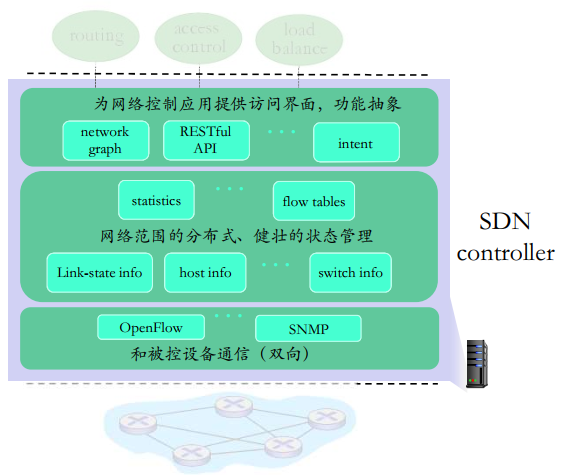 routing
access
control
load
balance
为网络控制应用提供访问界面，功能抽象
network
graph
RESTful
API
intent
statistics
flow tables
网络范围的分布式、健壮的状态管理
Link-state info
host info
switch info
OpenFlow
SNMP
和被控设备通信（双向）
SDN
controller